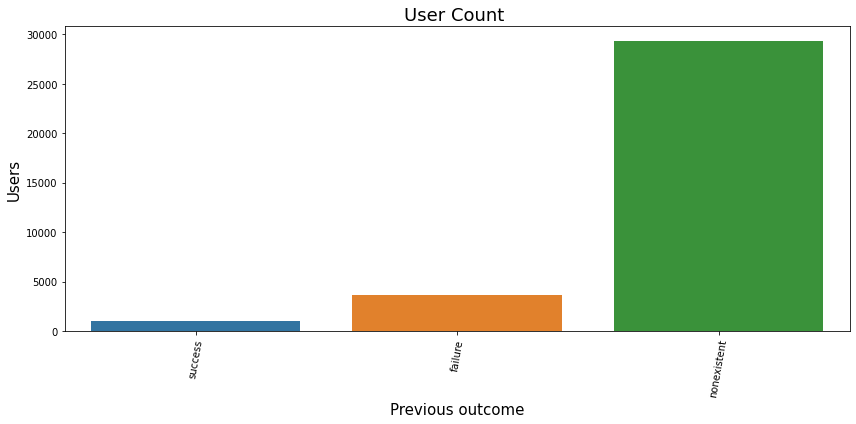 User Count
Users
30000
25000
20000
15000
10000
5000
0
success
failure
nonexistent
Previous outcome